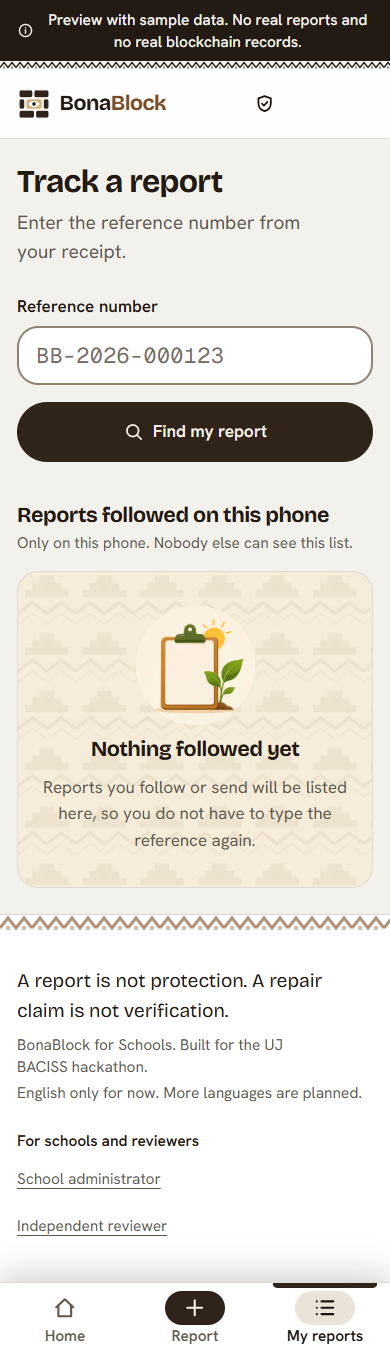 Preview with sample data. No real reports and
no real blockchain records.
BonaBlock
Track a report
Enter the reference number from
your receipt.
Reference number
BB-2026-000123
Find my report
Reports followed on this phone
Only on this phone. Nobody else can see this list.
Nothing followed yet
Reports you follow or send will be listed
here, so you do not have to type the
reference again.
A report is not protection. A repair
claim is not verification.
BonaBlock for Schools. Built for the UJ
BACISS hackathon.
English only for now. More languages are planned.
For schools and reviewers
School administrator
Independent reviewer
Home
Report
My reports